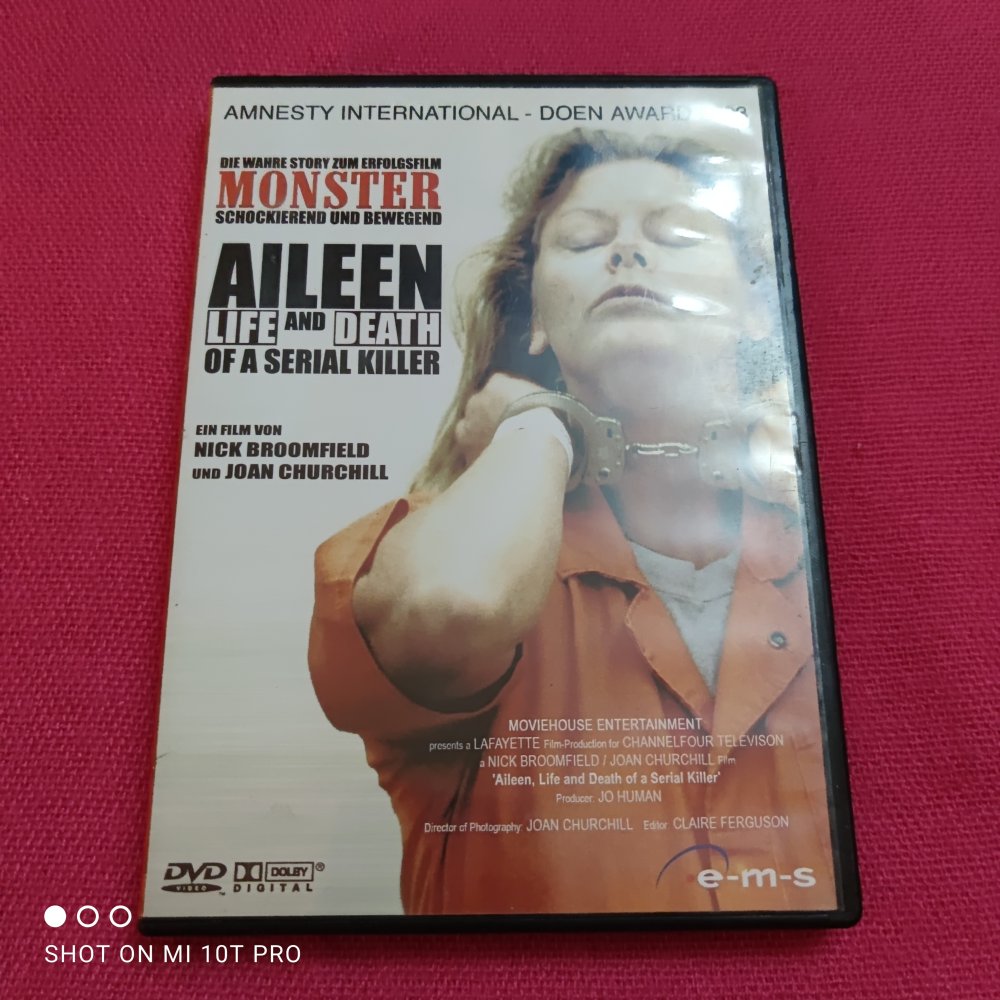 AMNESTY INTERNATIONAL - DOEN AWARD
DIE WAHRE STORY ZUM ERFOLGSFILM
MONSTER
SCHOCKIEREND UND BEWEGEND
AILEEN
LIFE AND DEATH
OF A SERIAL KILLER
EIN FILM VON
NICK BROOMFIELD
UND JOAN CHURCHILL
MOVIEHOUSE ENTERTAINMENT
presents a LAFAYETTE Film-Production for CHANNELFOUR TELEVISON
a NICK BROOMFIELD / JOAN CHURCHILL Film
'Aileen, Life and Death of a Serial Killer'
Producer: JO HUMAN
Director of Photography: JOAN CHURCHILL Editor CLAIRE FERGUSON
DVD VIDEO ™
DOLBY ® DIGITAL
e-m-s
SHOT ON MI 10T PRO